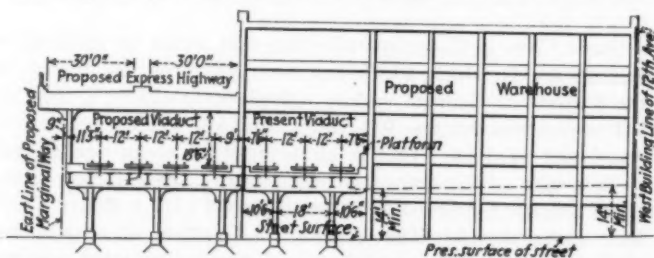 30'0"
30'0"
Proposed Express Highway
Proposed
Warehouse
West Building Line of 12th Ave.
East Line of Proposed
Marginal Way
Proposed Viaduct
Present Viaduct
9"
11'3"
12'
12'
12'
9'
7'6"
12'
12'
7'6"
18'6"
Platform
10'6"
18'
10'6"
Street Surface
14'
Min.
14'
Min.
Pres. surface of street